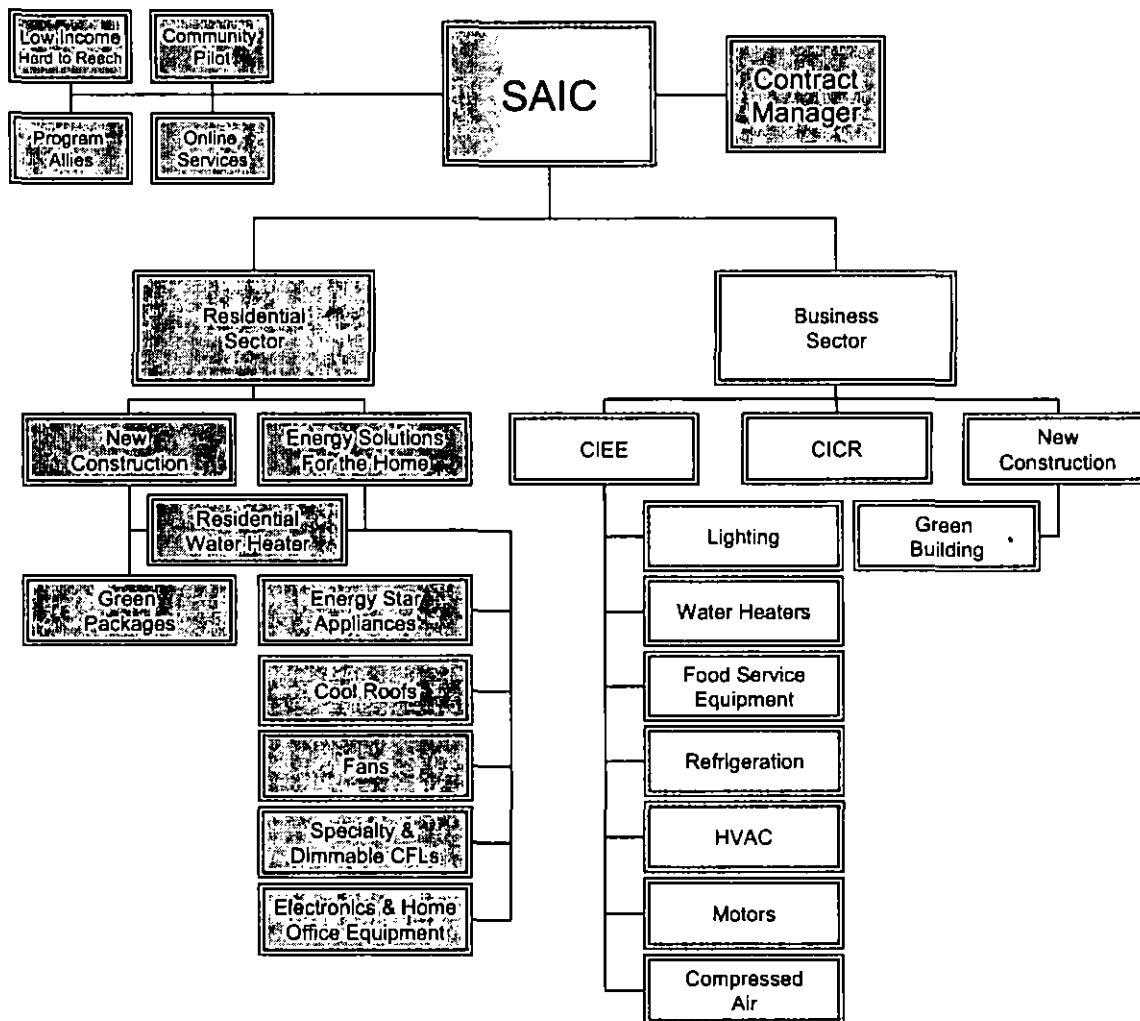 Low Income
Hard to Reach
Community
Pilot
SAIC
Contract
Manager
Program
Allies
Online
Services
Residential
Sector
Business
Sector
New
Construction
Energy Solutions
For the Home
CIEE
CICR
New
Construction
Residential
Water Heater
Lighting
Green
Building
Green
Packages
Energy Star
Appliances
Water Heaters
Cool Roofs
Food Service
Equipment
Fans
Refrigeration
Specialty &
Dimmable CFLs
HVAC
Electronics & Home
Office Equipment
Motors
Compressed
Air